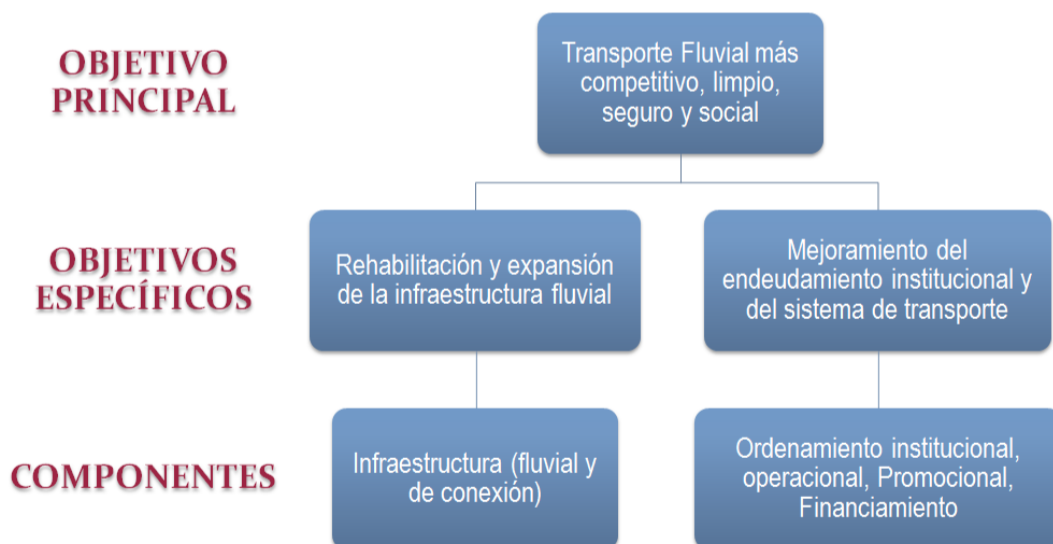 OBJETIVO
PRINCIPAL
Transporte Fluvial más
competitivo, limpio,
seguro y social
OBJETIVOS
ESPECÍFICOS
Rehabilitación y expansión
de la infraestructura fluvial
Mejoramiento del
endeudamiento institucional y
del sistema de transporte
COMPONENTES
Infraestructura (fluvial y
de conexión)
Ordenamiento institucional,
operacional, Promocional,
Financiamiento